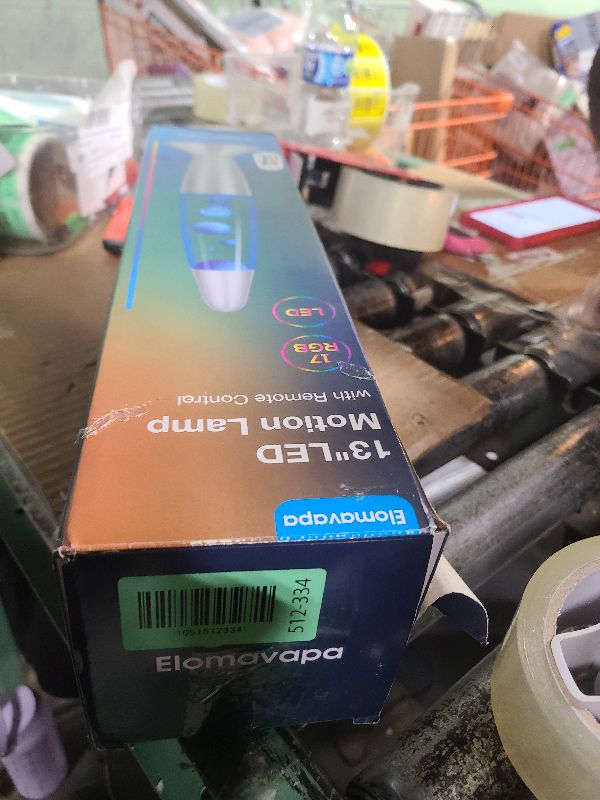 Elomavapa
13"LED
Motion Lamp
with Remote Control
17
RGB
LED
1051512334
512-334
Elomavapa